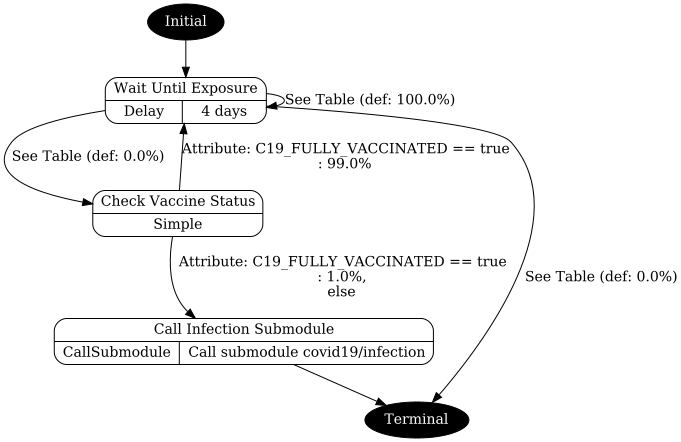 Initial
Wait Until Exposure
Delay
4 days
See Table (def: 100.0%)
See Table (def: 0.0%)
Attribute: C19_FULLY_VACCINATED == true
: 99.0%
Check Vaccine Status
Simple
Attribute: C19_FULLY_VACCINATED == true
: 1.0%,
else
See Table (def: 0.0%)
Call Infection Submodule
CallSubmodule
Call submodule covid19/infection
Terminal